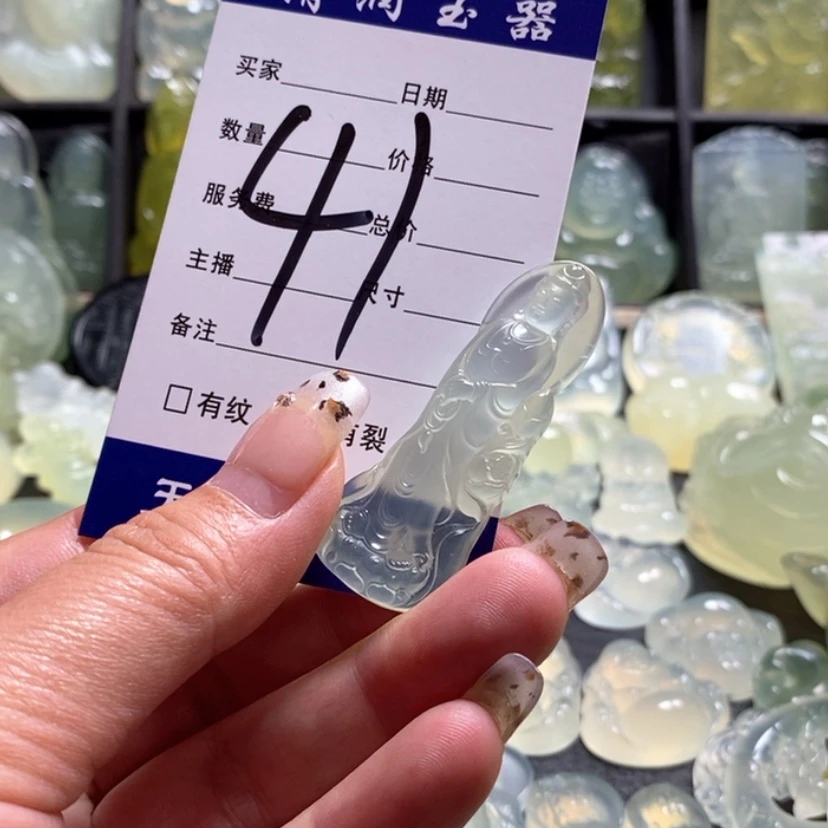 润玉器
买家 日期
数量 价格
服务费 总价
主播 尺寸
备注
41
有纹 有裂